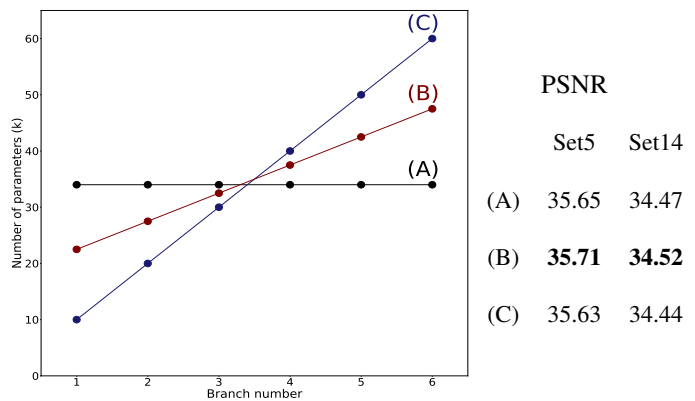 (C)
(B)
(A)
Number of parameters (k)
60
50
40
30
20
10
0
1 2 3 4 5 6
Branch number
PSNR
Set5 Set14
(A) 35.65 34.47
(B) 35.71 34.52
(C) 35.63 34.44